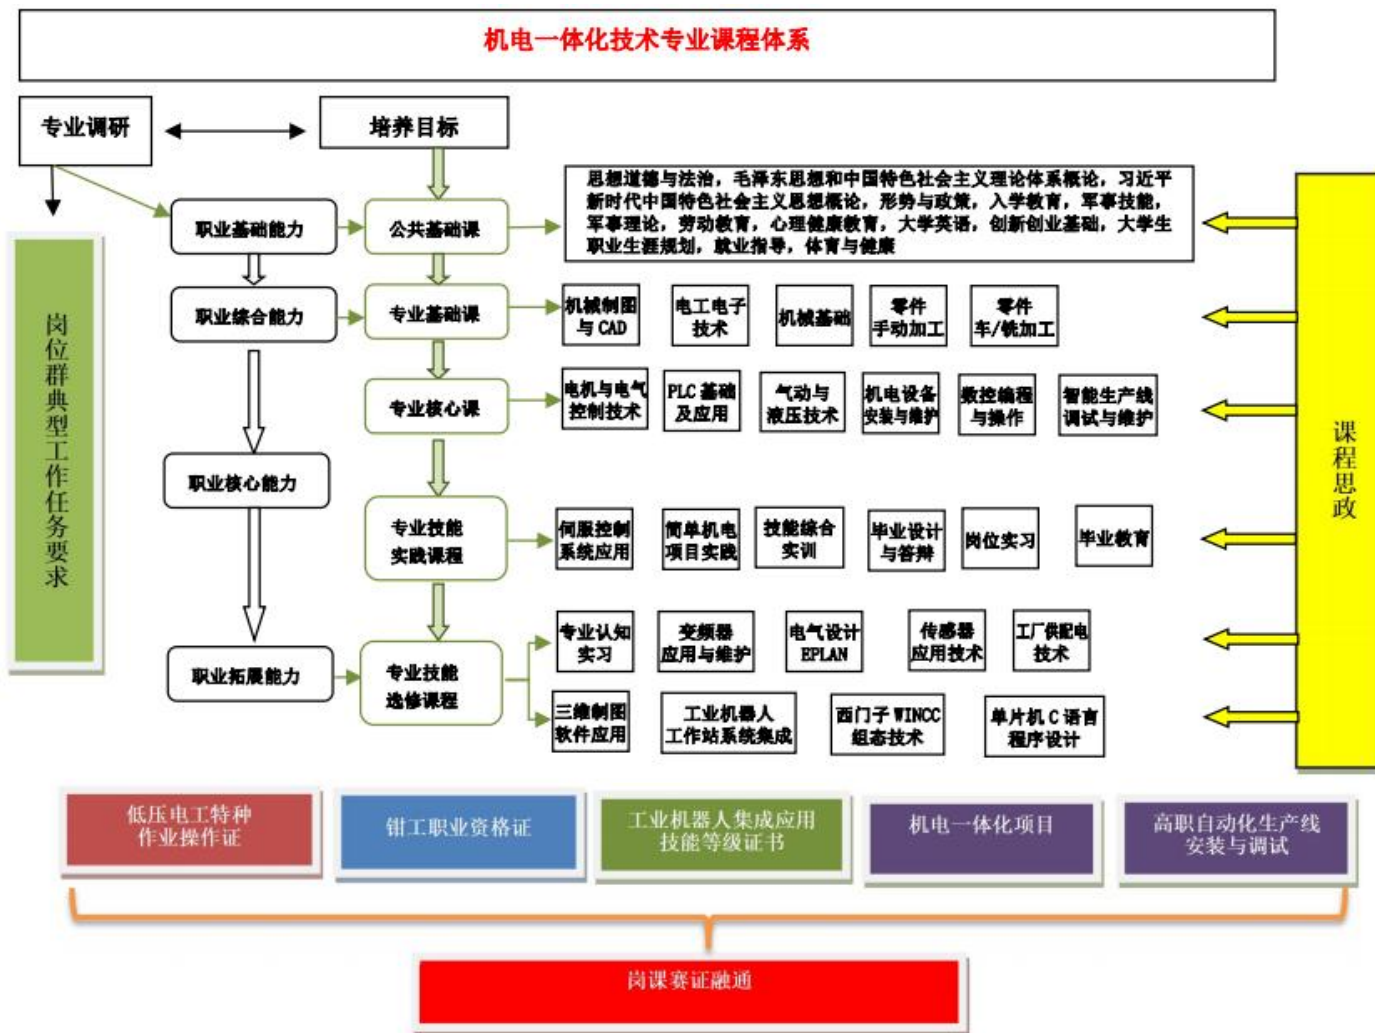 机电一体化技术专业课程体系
专业调研
培养目标
思想道德与法治，毛泽东思想和中国特色社会主义理论体系概论，习近平
新时代中国特色社会主义思想概论，形势与政策，入学教育，军事技能，
军事理论，劳动教育，心理健康教育，大学英语，创新创业基础，大学生
职业生涯规划，就业指导，体育与健康
职业基础能力
公共基础课
职业综合能力
专业基础课
机械制图
与 CAD
电工电子
技术
机械基础
零件
手动加工
零件
车/铣加工
专业核心课
电机与电气
控制技术
PLC 基础
及应用
气动与
液压技术
机电设备
安装与维护
数控编程
与操作
智能生产线
调试与维护
职业核心能力
专业技能
实践课程
伺服控制
系统应用
简单机电
项目实践
技能综合
实训
毕业设计
与答辩
岗位实习
毕业教育
职业拓展能力
专业技能
选修课程
专业认知
实习
变频器
应用与维护
电气设计
EPLAN
传感器
应用技术
工厂供配电
技术
三维制图
软件应用
工业机器人
工作站系统集成
西门子 WINCC
组态技术
单片机 C 语言
程序设计
岗位群典型工作任务要求
课程思政
低压电工特种
作业操作证
钳工职业资格证
工业机器人集成应用
技能等级证书
机电一体化项目
高职自动化生产线
安装与调试
岗课赛证融通